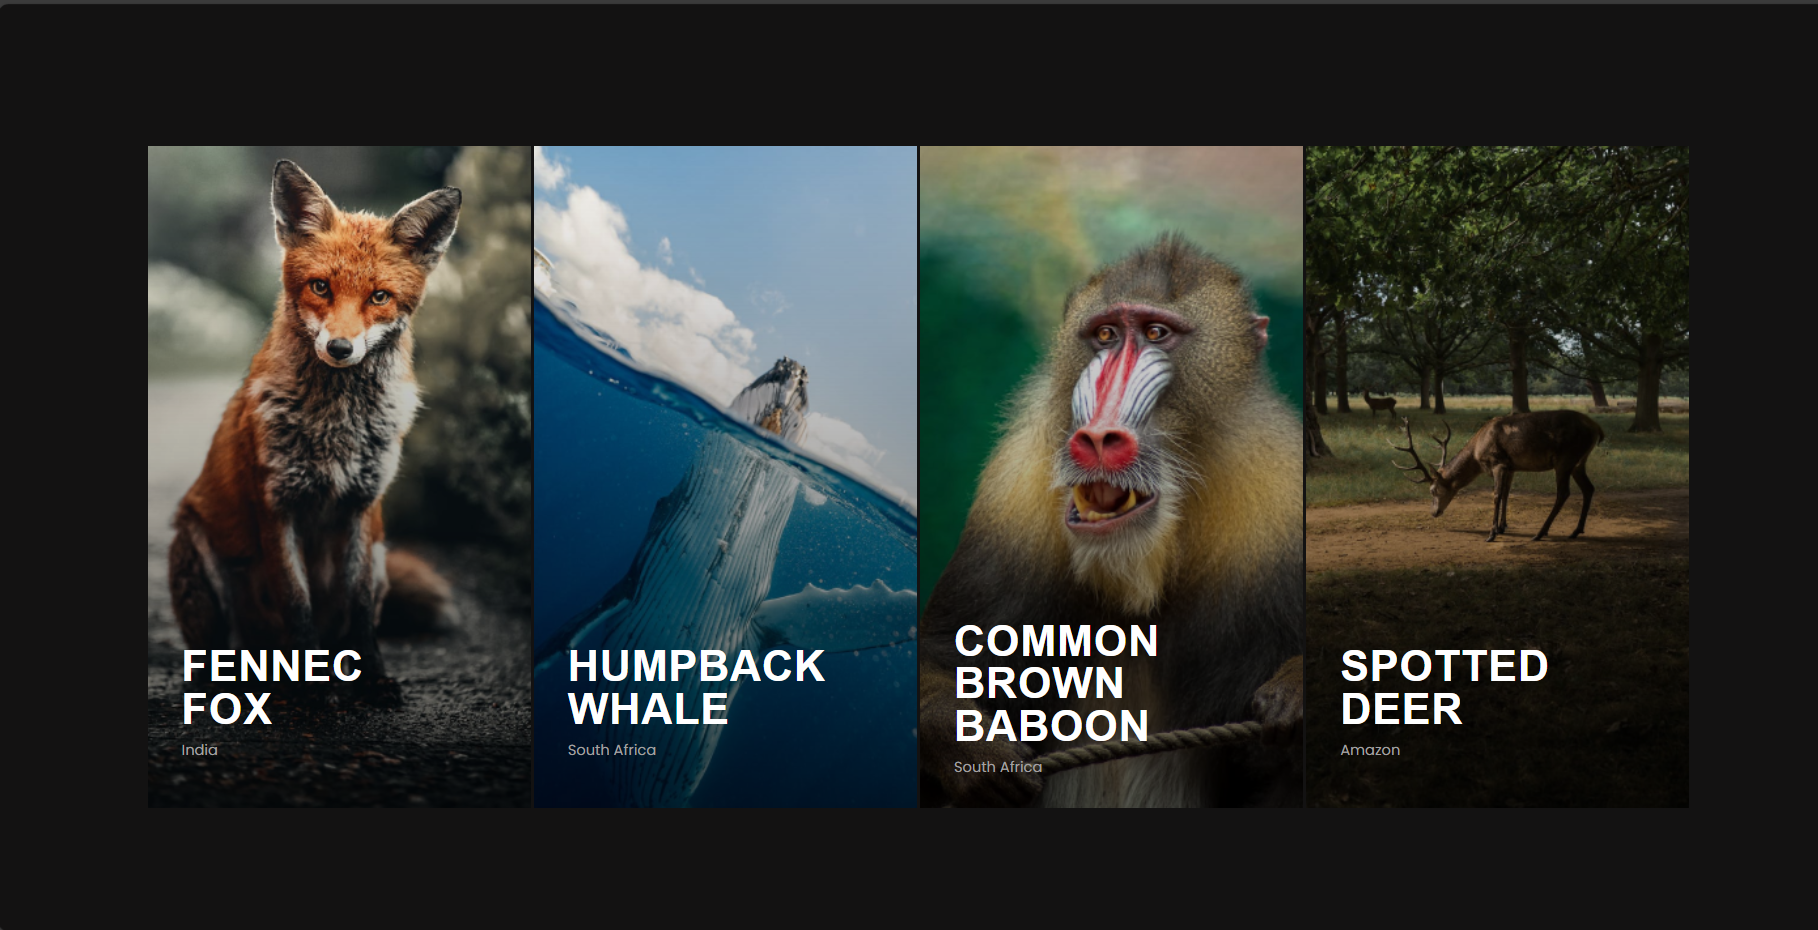 FENNEC
FOX
India
HUMPBACK
WHALE
South Africa
COMMON
BROWN
BABOON
South Africa
SPOTTED
DEER
Amazon